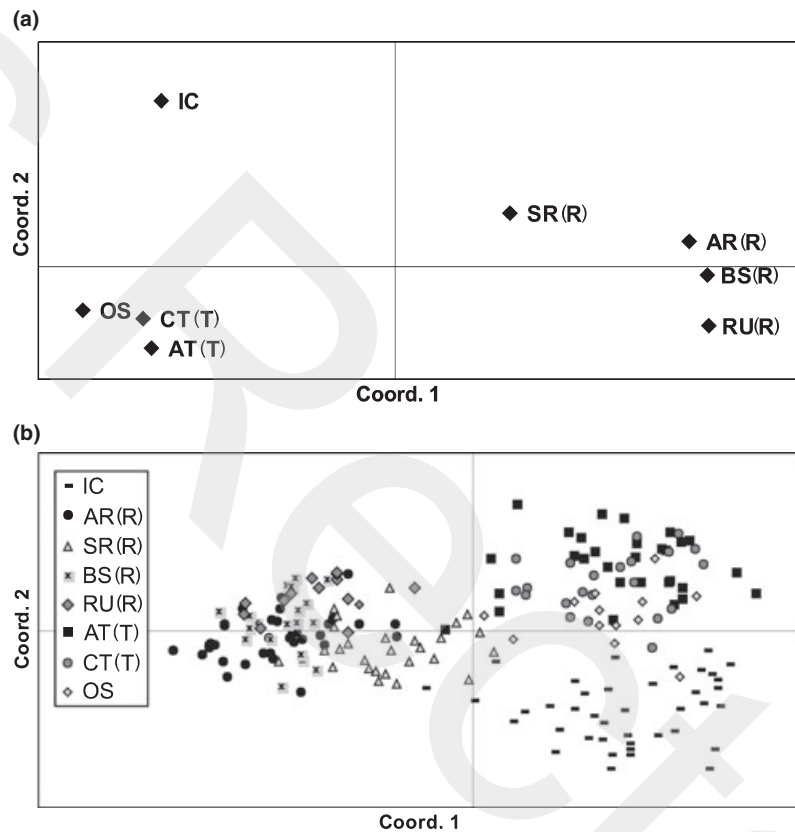 (a)
IC
SR(R)
AR(R)
BS(R)
RU(R)
OS
CT(T)
AT(T)
Coord. 2
Coord. 1
(b)
IC
AR(R)
SR(R)
BS(R)
RU(R)
AT(T)
CT(T)
OS
Coord. 2
Coord. 1